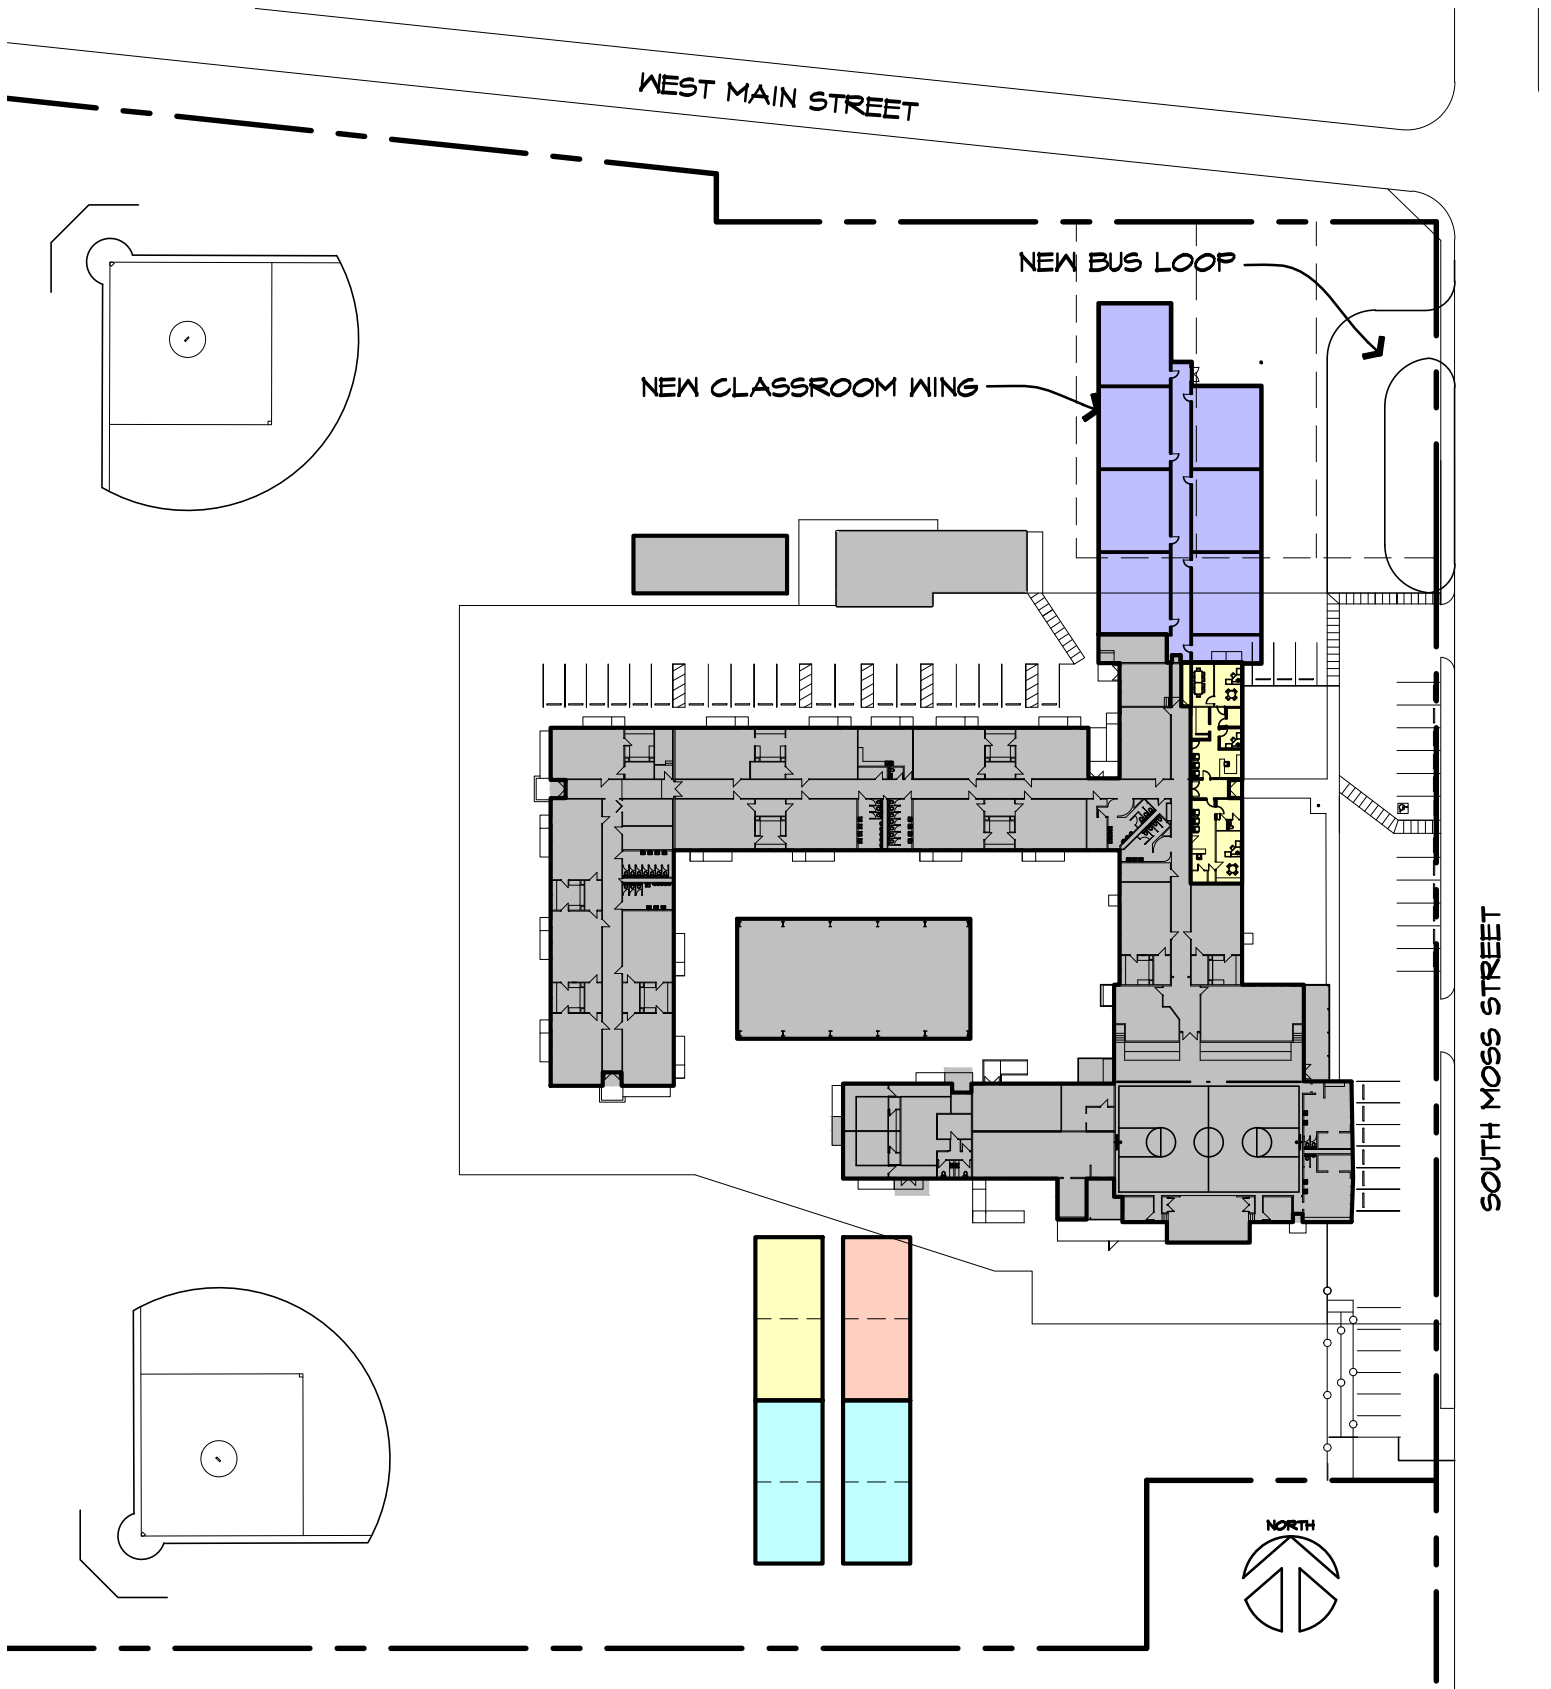 WEST MAIN STREET
NEW BUS LOOP
NEW CLASSROOM WING
SOUTH MOSS STREET
NORTH